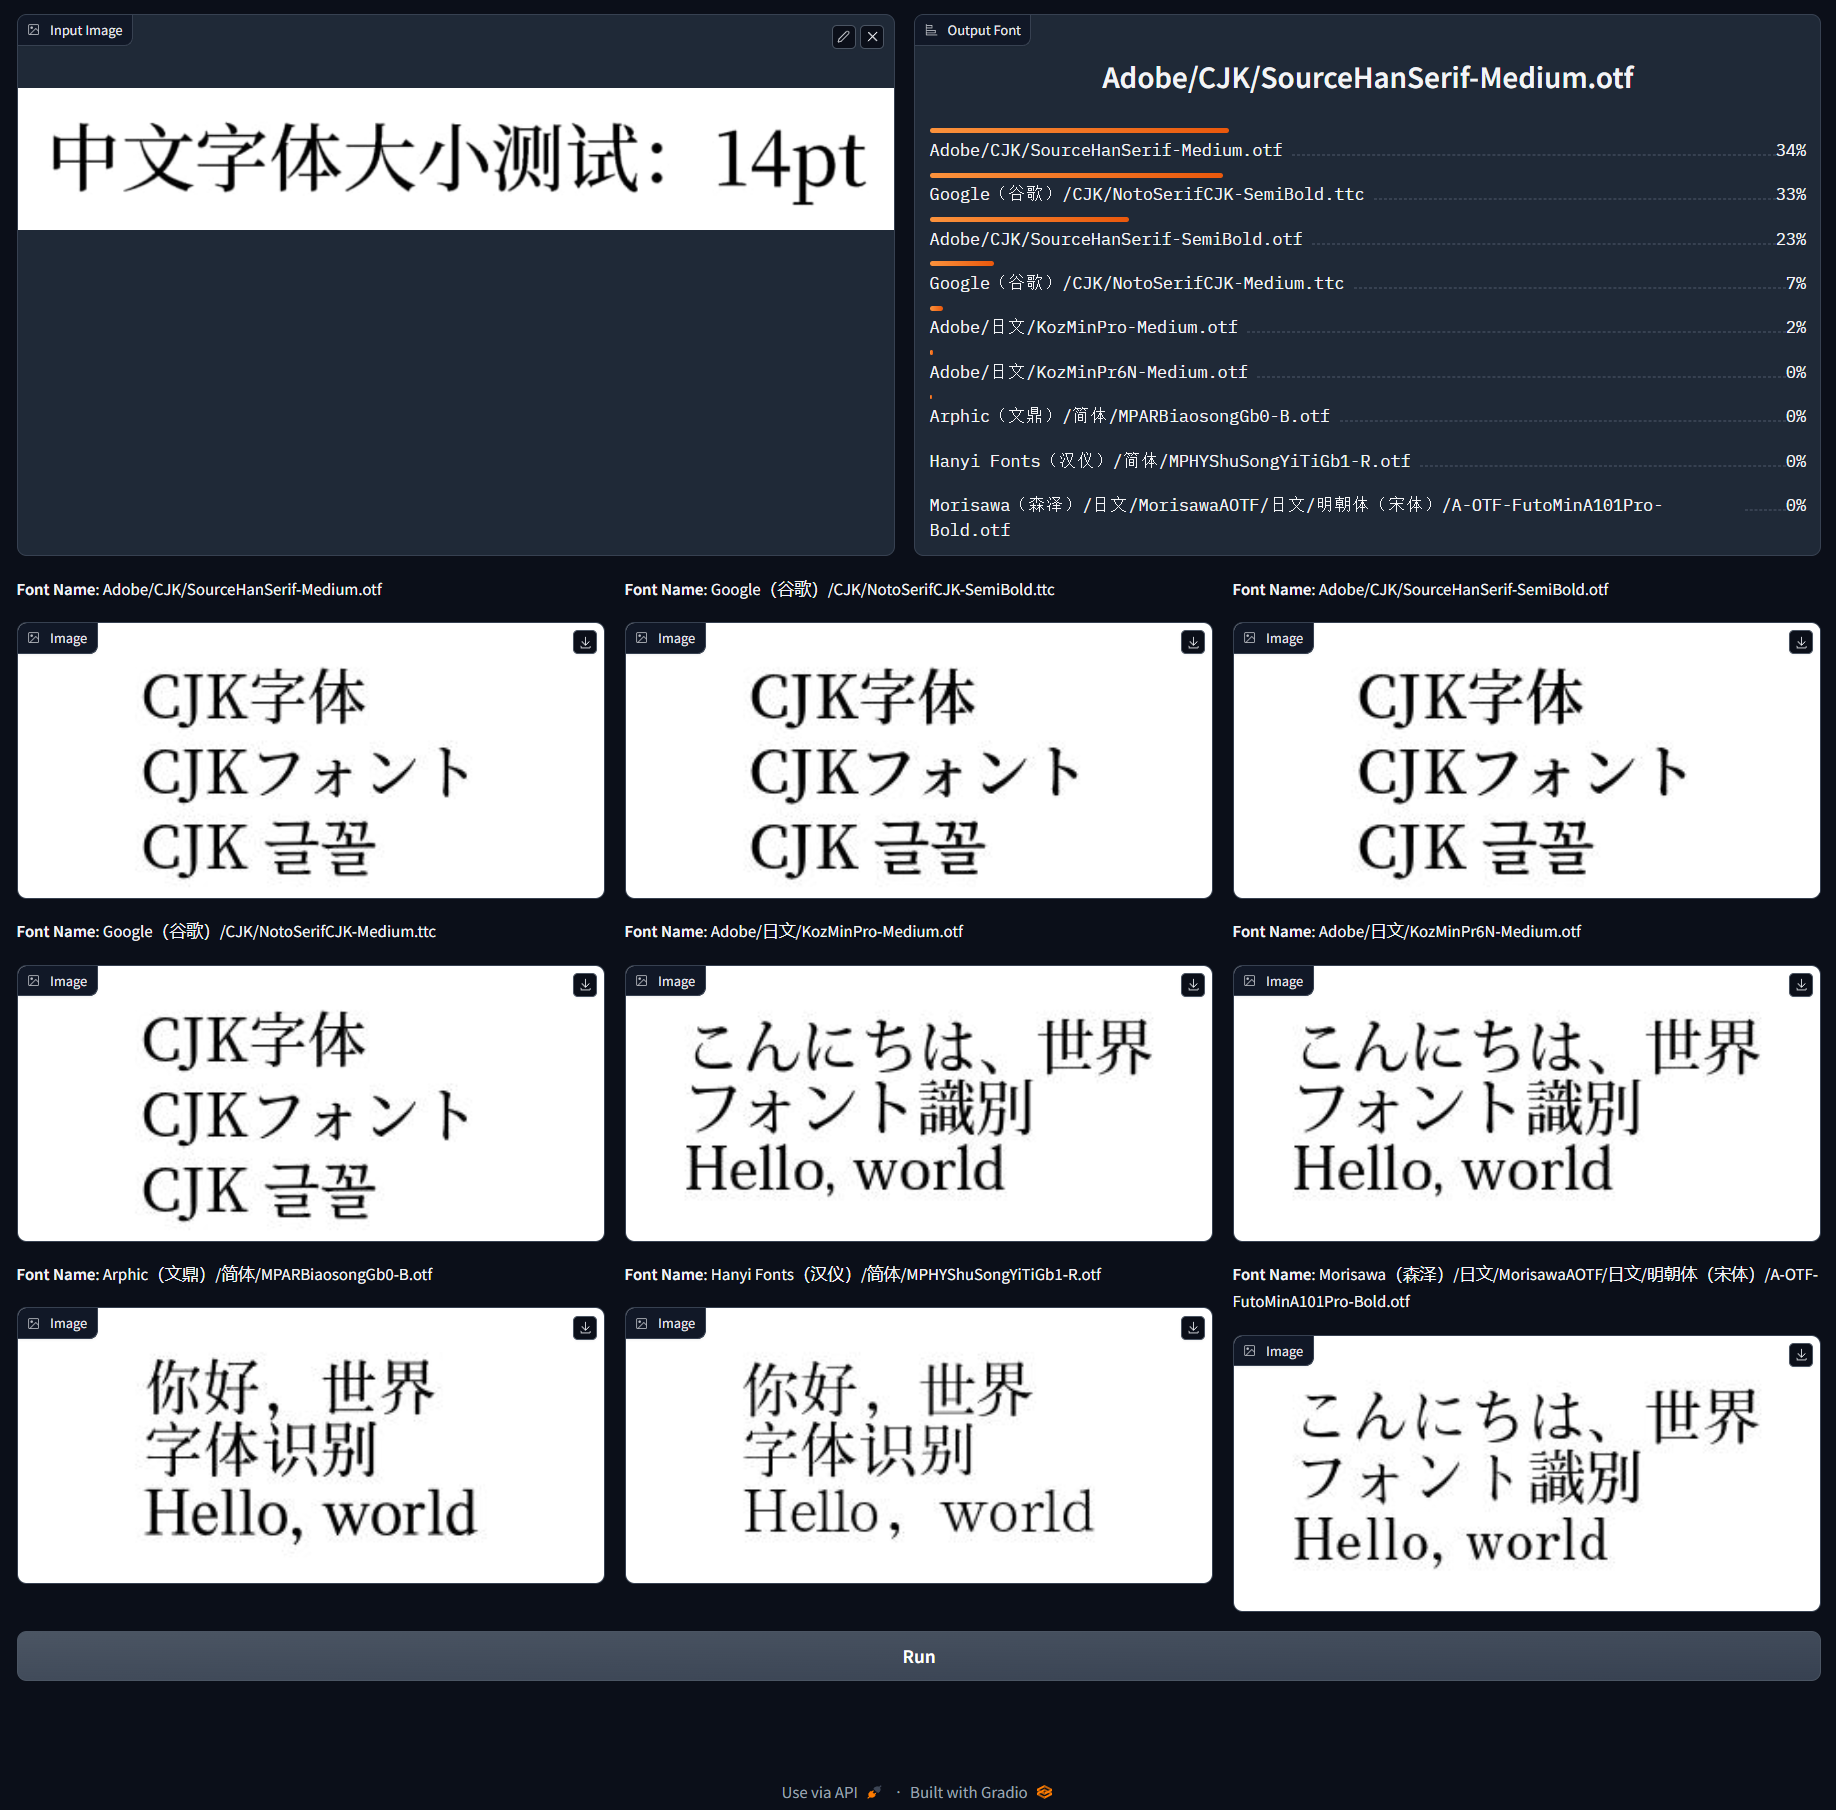 Input Image
中文字体大小测试：14pt
Output Font
Adobe/CJK/SourceHanSerif-Medium.otf
Adobe/CJK/SourceHanSerif-Medium.otf 34%
Google（谷歌）/CJK/NotoSerifCJK-SemiBold.ttc 33%
Adobe/CJK/SourceHanSerif-SemiBold.otf 23%
Google（谷歌）/CJK/NotoSerifCJK-Medium.ttc 7%
Adobe/日文/KozMinPro-Medium.otf 2%
Adobe/日文/KozMinPr6N-Medium.otf 0%
Arphic（文鼎）/简体/MPARBiaosongGb0-B.otf 0%
Hanyi Fonts（汉仪）/简体/MPHYShuSongYiTiGb1-R.otf 0%
Morisawa（森泽）/日文/MorisawaAOTF/日文/明朝体（宋体）/A-OTF-FutoMinA101Pro- 0%
Bold.otf
Font Name: Adobe/CJK/SourceHanSerif-Medium.otf
Image
CJK字体
CJKフォント
CJK 글꼴
Font Name: Google（谷歌）/CJK/NotoSerifCJK-SemiBold.ttc
Image
CJK字体
CJKフォント
CJK 글꼴
Font Name: Adobe/CJK/SourceHanSerif-SemiBold.otf
Image
CJK字体
CJKフォント
CJK 글꼴
Font Name: Google（谷歌）/CJK/NotoSerifCJK-Medium.ttc
Image
CJK字体
CJKフォント
CJK 글꼴
Font Name: Adobe/日文/KozMinPro-Medium.otf
Image
こんにちは、世界
フォント識別
Hello, world
Font Name: Adobe/日文/KozMinPr6N-Medium.otf
Image
こんにちは、世界
フォント識別
Hello, world
Font Name: Arphic（文鼎）/简体/MPARBiaosongGb0-B.otf
Image
你好，世界
字体识别
Hello, world
Font Name: Hanyi Fonts（汉仪）/简体/MPHYShuSongYiTiGb1-R.otf
Image
你好，世界
字体识别
Hello, world
Font Name: Morisawa（森泽）/日文/MorisawaAOTF/日文/明朝体（宋体）/A-OTF-
FutoMinA101Pro-Bold.otf
Image
こんにちは、世界
フォント識別
Hello, world
Run
Use via API · Built with Gradio